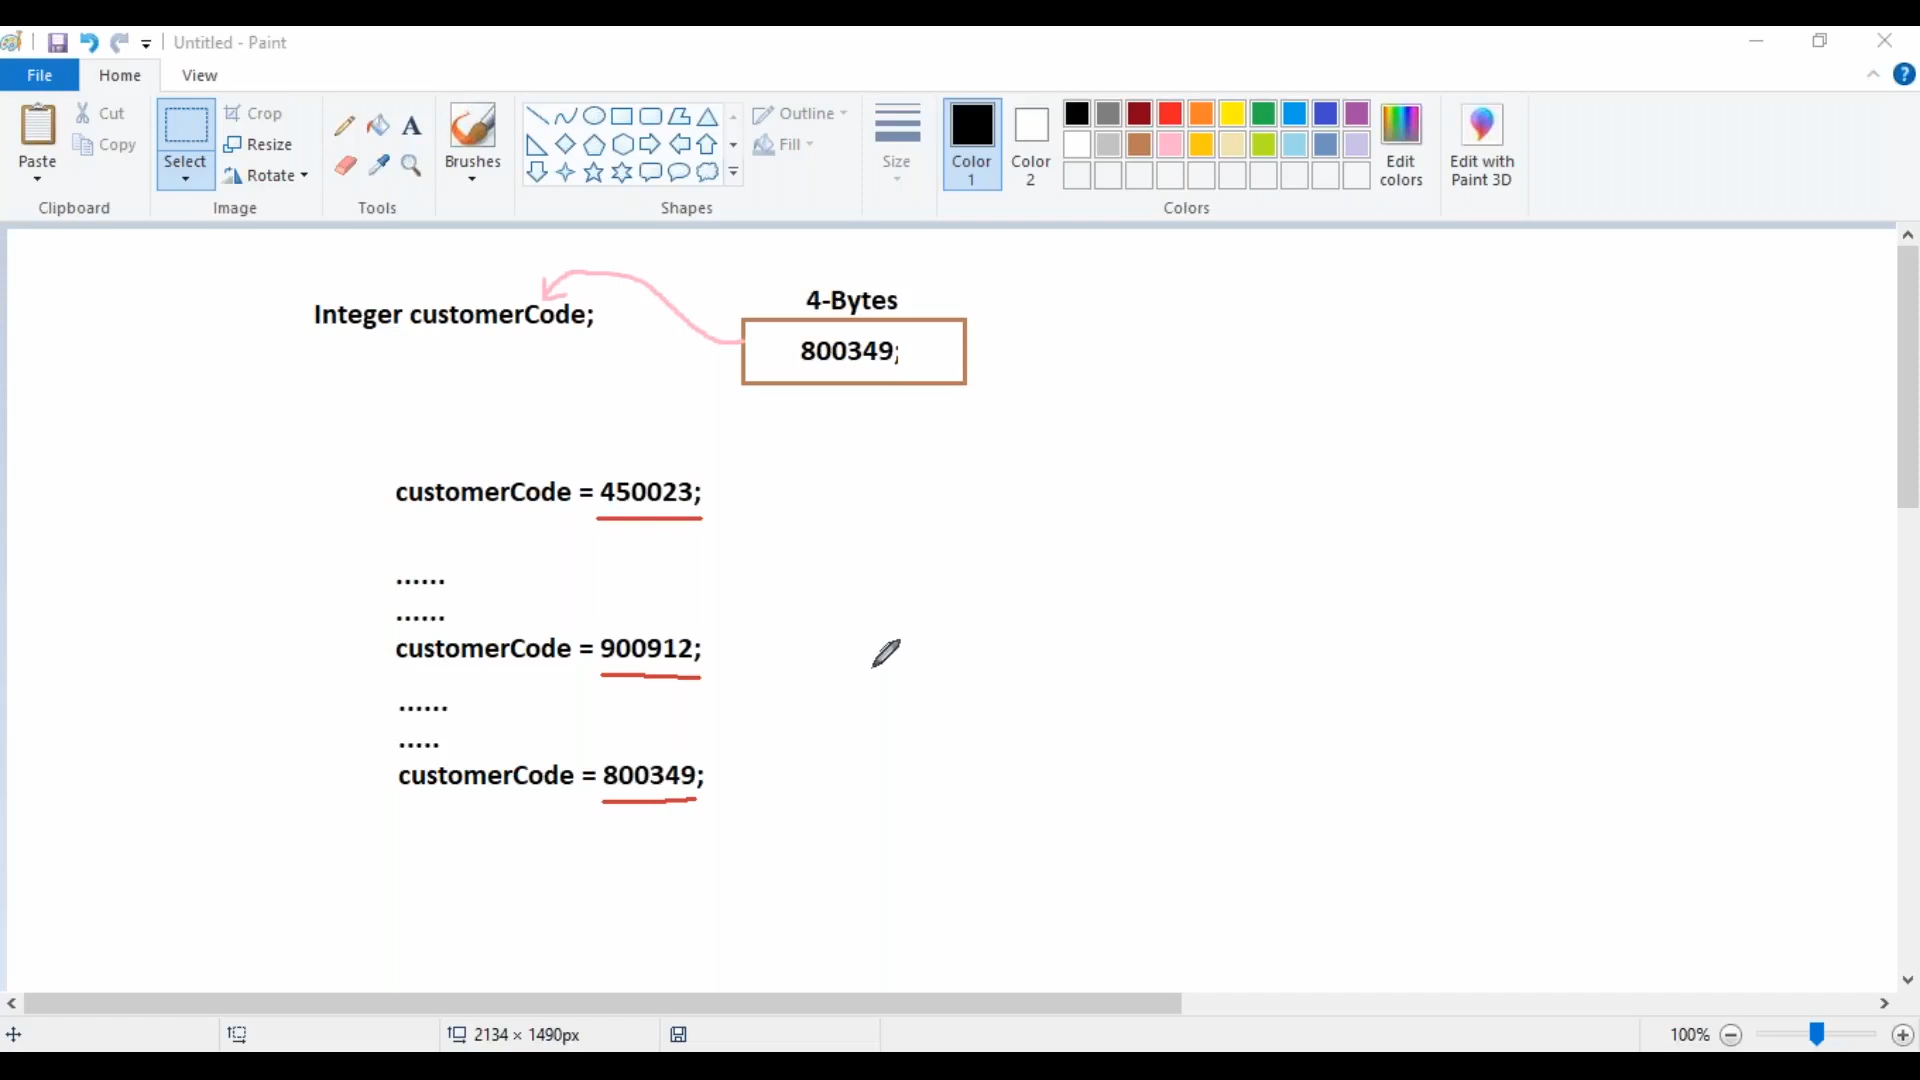 Untitled - Paint
File Home View
Paste
Cut
Copy
Clipboard
Select
Crop
Resize
Rotate
Image
A
Tools
Brushes
Outline
Fill
Shapes
Size
Color 1
Color 2
Edit colors
Edit with Paint 3D
Colors
?
Integer customerCode;
4-Bytes
800349;
customerCode = 450023;
......
......
customerCode = 900912;
......
.....
customerCode = 800349;
2134 × 1490px
100%